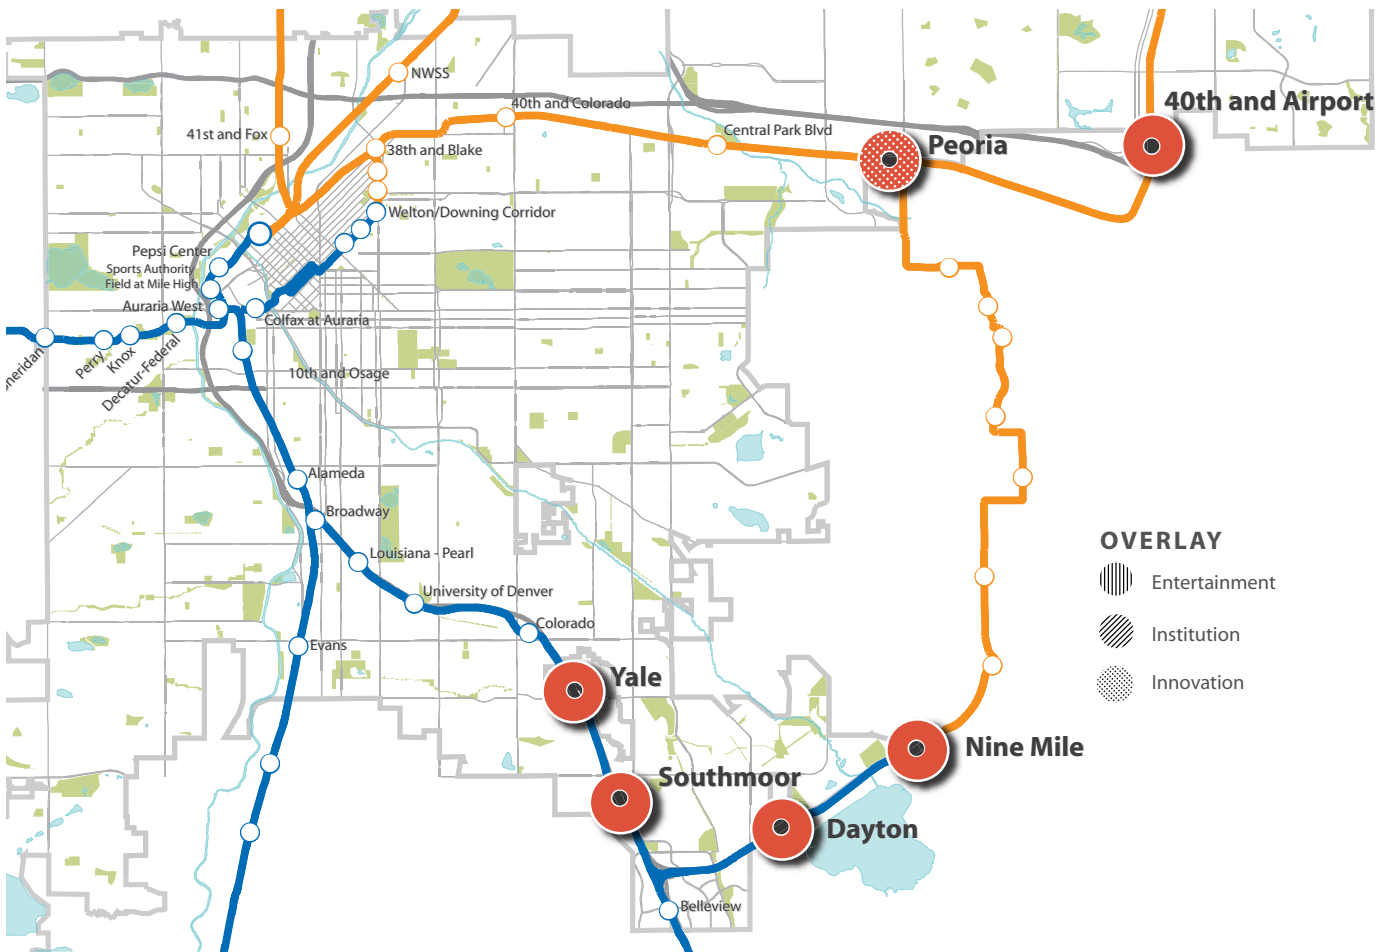 NWSS
40th and Airport
40th and Colorado
Central Park Blvd
41st and Fox
Peoria
38th and Blake
Welton/Downing Corridor
Pepsi Center
Sports Authority
Field at Mile High
Auraria West
Colfax at Auraria
Perry
Knox
Decatur-Federal
10th and Osage
Alameda
Broadway
OVERLAY
Louisiana - Pearl
Entertainment
University of Denver
Colorado
Institution
Evans
Yale
Innovation
Nine Mile
Southmoor
Dayton
Belleview